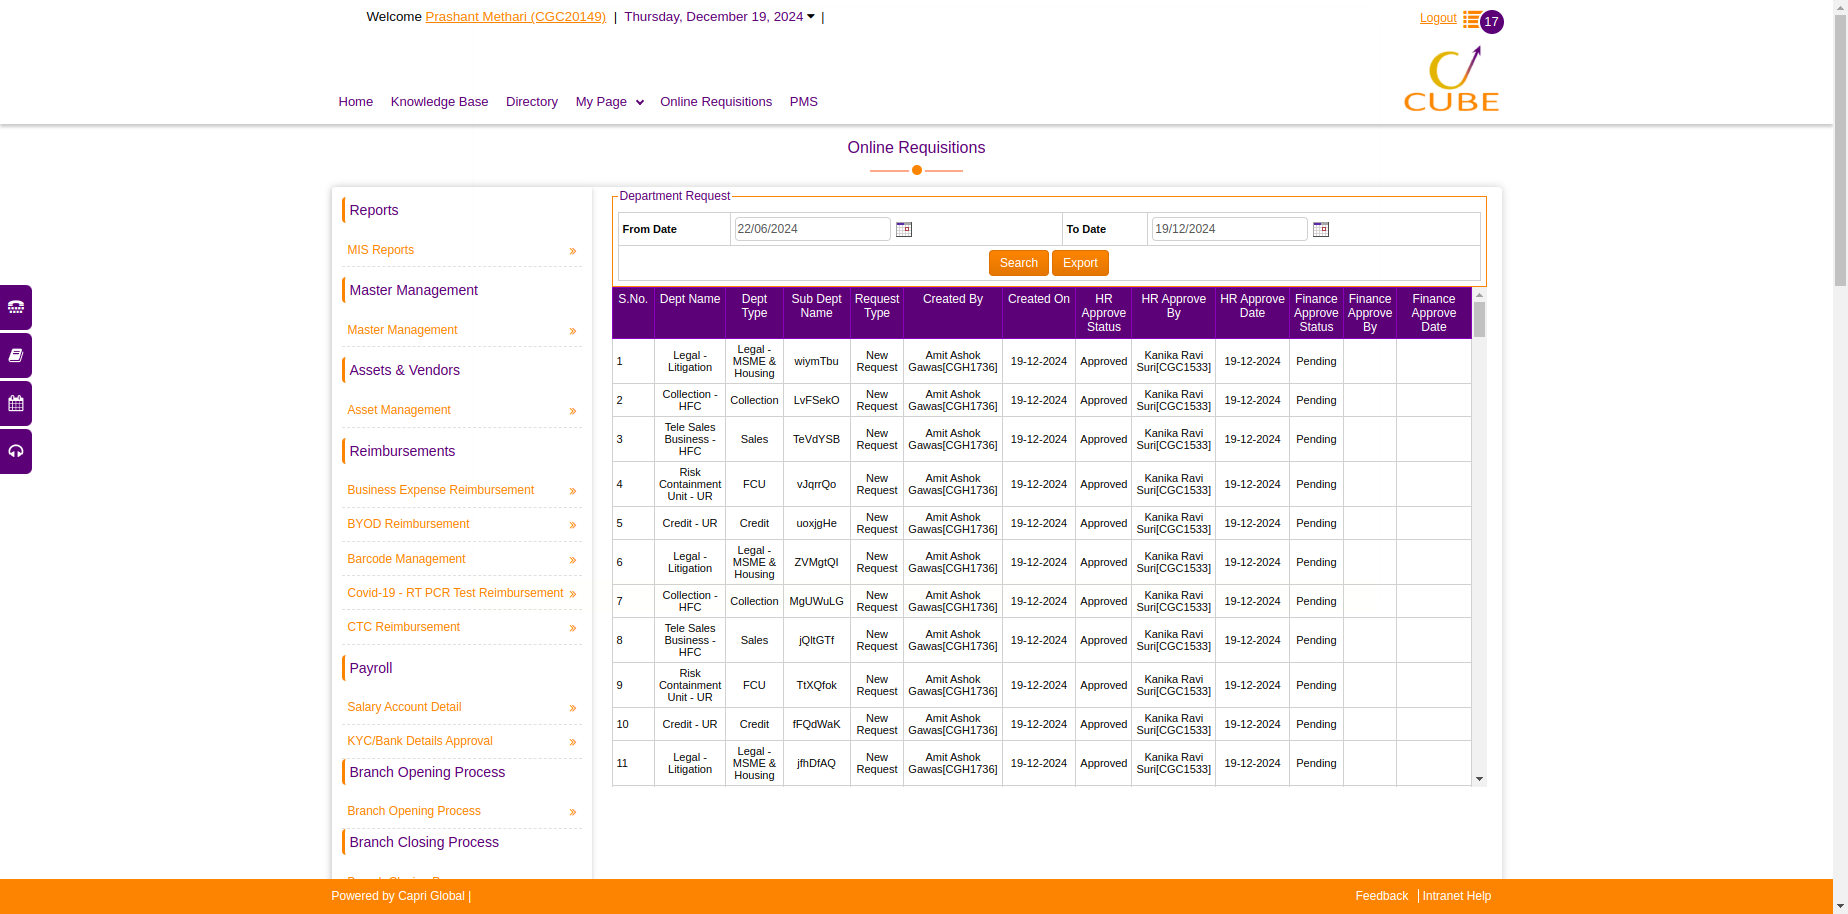 Welcome Prashant Methari (CGC20149) | Thursday, December 19, 2024 |
Logout 17
CUBE
Home Knowledge Base Directory My Page Online Requisitions PMS
Online Requisitions
Reports
MIS Reports
Master Management
Master Management
Assets & Vendors
Asset Management
Reimbursements
Business Expense Reimbursement
BYOD Reimbursement
Barcode Management
Covid-19 - RT PCR Test Reimbursement
CTC Reimbursement
Payroll
Salary Account Detail
KYC/Bank Details Approval
Branch Opening Process
Branch Opening Process
Branch Closing Process
Department Request
From Date 22/06/2024 To Date 19/12/2024
Search Export
S.No. Dept Name Dept Type Sub Dept Name Request Type Created By Created On HR Approve Status HR Approve By HR Approve Date Finance Approve Status Finance Approve By Finance Approve Date
1 Legal - Litigation Legal - MSME & Housing wiymTbu New Request Amit Ashok Gawas[CGH1736] 19-12-2024 Approved Kanika Ravi Suri[CGC1533] 19-12-2024 Pending
2 Collection - HFC Collection LvFSekO New Request Amit Ashok Gawas[CGH1736] 19-12-2024 Approved Kanika Ravi Suri[CGC1533] 19-12-2024 Pending
3 Tele Sales Business - HFC Sales TeVdYSB New Request Amit Ashok Gawas[CGH1736] 19-12-2024 Approved Kanika Ravi Suri[CGC1533] 19-12-2024 Pending
4 Risk Containment Unit - UR FCU vJqrrQo New Request Amit Ashok Gawas[CGH1736] 19-12-2024 Approved Kanika Ravi Suri[CGC1533] 19-12-2024 Pending
5 Credit - UR Credit uoxjgHe New Request Amit Ashok Gawas[CGH1736] 19-12-2024 Approved Kanika Ravi Suri[CGC1533] 19-12-2024 Pending
6 Legal - Litigation Legal - MSME & Housing ZVMgtQI New Request Amit Ashok Gawas[CGH1736] 19-12-2024 Approved Kanika Ravi Suri[CGC1533] 19-12-2024 Pending
7 Collection - HFC Collection MgUWuLG New Request Amit Ashok Gawas[CGH1736] 19-12-2024 Approved Kanika Ravi Suri[CGC1533] 19-12-2024 Pending
8 Tele Sales Business - HFC Sales jQltGTf New Request Amit Ashok Gawas[CGH1736] 19-12-2024 Approved Kanika Ravi Suri[CGC1533] 19-12-2024 Pending
9 Risk Containment Unit - UR FCU TtXQfok New Request Amit Ashok Gawas[CGH1736] 19-12-2024 Approved Kanika Ravi Suri[CGC1533] 19-12-2024 Pending
10 Credit - UR Credit fFQdWaK New Request Amit Ashok Gawas[CGH1736] 19-12-2024 Approved Kanika Ravi Suri[CGC1533] 19-12-2024 Pending
11 Legal - Litigation Legal - MSME & Housing jfhDfAQ New Request Amit Ashok Gawas[CGH1736] 19-12-2024 Approved Kanika Ravi Suri[CGC1533] 19-12-2024 Pending
Powered by Capri Global | Feedback | Intranet Help